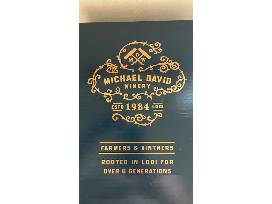 MICHAEL DAVID
WINERY
ESTD 1984 LODI
FARMERS & VINTNERS
ROOTED IN LODI FOR
OVER 6 GENERATIONS